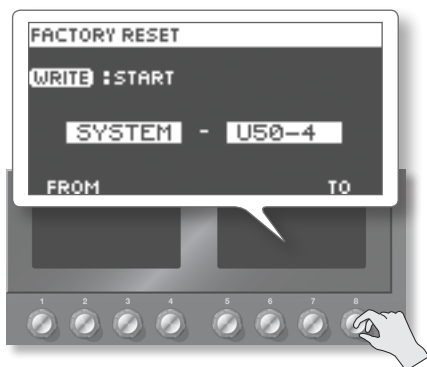 FACTORY RESET
WRITE :START
SYSTEM - U50-4
FROM TO
1 2 3 4 5 6 7 8